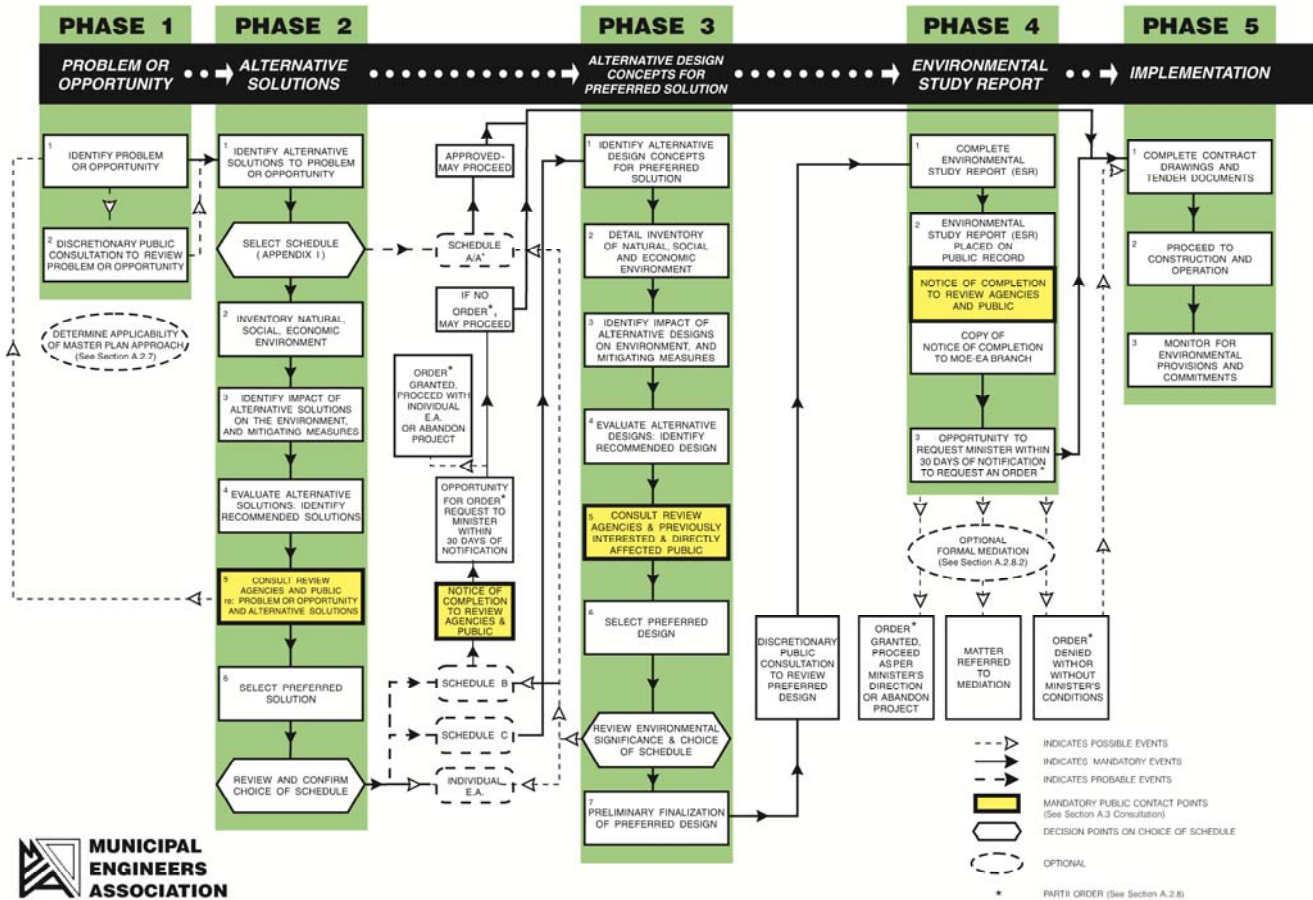 PHASE 1
PHASE 2
PHASE 3
PHASE 4
PHASE 5
PROBLEM OR
OPPORTUNITY
ALTERNATIVE
SOLUTIONS
ALTERNATIVE DESIGN
CONCEPTS FOR
PREFERRED SOLUTION
ENVIRONMENTAL
STUDY REPORT
IMPLEMENTATION
1
IDENTIFY PROBLEM
OR OPPORTUNITY
2
DISCRETIONARY PUBLIC
CONSULTATION TO REVIEW
PROBLEM OR OPPORTUNITY
DETERMINE APPLICABILITY
OF MASTER PLAN APPROACH
(See Section A.2.7)
1
IDENTIFY ALTERNATIVE
SOLUTIONS TO PROBLEM
OR OPPORTUNITY
SELECT SCHEDULE
(APPENDIX I)
2
INVENTORY NATURAL,
SOCIAL, ECONOMIC
ENVIRONMENT
3
IDENTIFY IMPACT OF
ALTERNATIVE SOLUTIONS
ON THE ENVIRONMENT,
AND MITIGATING MEASURES
4
EVALUATE ALTERNATIVE
SOLUTIONS: IDENTIFY
RECOMMENDED SOLUTIONS
5
CONSULT REVIEW
AGENCIES AND PUBLIC
re: PROBLEM OR OPPORTUNITY
AND ALTERNATIVE SOLUTIONS
6
SELECT PREFERRED
SOLUTION
REVIEW AND CONFIRM
CHOICE OF SCHEDULE
APPROVED-
MAY PROCEED
SCHEDULE
A/A+
IF NO
ORDER*,
MAY PROCEED
ORDER*
GRANTED,
PROCEED WITH
INDIVIDUAL
E.A.
OR ABANDON
PROJECT
OPPORTUNITY
FOR ORDER*
REQUEST TO
MINISTER
WITHIN
30 DAYS OF
NOTIFICATION
NOTICE OF
COMPLETION
TO REVIEW
AGENCIES &
PUBLIC
SCHEDULE B
SCHEDULE C
INDIVIDUAL
E.A.
1
IDENTIFY ALTERNATIVE
DESIGN CONCEPTS
FOR PREFERRED
SOLUTION
2
DETAIL INVENTORY
OF NATURAL, SOCIAL
AND ECONOMIC
ENVIRONMENT
3
IDENTIFY IMPACT OF
ALTERNATIVE DESIGNS
ON ENVIRONMENT, AND
MITIGATING MEASURES
4
EVALUATE ALTERNATIVE
DESIGNS: IDENTIFY
RECOMMENDED DESIGN
5
CONSULT REVIEW
AGENCIES & PREVIOUSLY
INTERESTED & DIRECTLY
AFFECTED PUBLIC
6
SELECT PREFERRED
DESIGN
REVIEW ENVIRONMENTAL
SIGNIFICANCE & CHOICE
OF SCHEDULE
7
PRELIMINARY FINALIZATION
OF PREFERRED DESIGN
DISCRETIONARY
PUBLIC
CONSULTATION
TO REVIEW
PREFERRED
DESIGN
1
COMPLETE
ENVIRONMENTAL
STUDY REPORT (ESR)
2
ENVIRONMENTAL
STUDY REPORT (ESR)
PLACED ON
PUBLIC RECORD
NOTICE OF COMPLETION
TO REVIEW AGENCIES
AND PUBLIC
COPY OF
NOTICE OF COMPLETION
TO MOE-EA BRANCH
3
OPPORTUNITY TO
REQUEST MINISTER WITHIN
30 DAYS OF NOTIFICATION
TO REQUEST AN ORDER*
OPTIONAL
FORMAL MEDIATION
(See Section A.2.8.2)
ORDER*
GRANTED,
PROCEED
AS PER
MINISTER'S
DIRECTION
OR ABANDON
PROJECT
MATTER
REFERRED
TO
MEDIATION
ORDER*
DENIED
WITH OR
WITHOUT
MINISTER'S
CONDITIONS
1
COMPLETE CONTRACT
DRAWINGS AND
TENDER DOCUMENTS
2
PROCEED TO
CONSTRUCTION AND
OPERATION
3
MONITOR FOR
ENVIRONMENTAL
PROVISIONS AND
COMMITMENTS
INDICATES POSSIBLE EVENTS
INDICATES MANDATORY EVENTS
INDICATES PROBABLE EVENTS
MANDATORY PUBLIC CONTACT POINTS
(See Section A.3 Consultation)
DECISION POINTS ON CHOICE OF SCHEDULE
OPTIONAL
* PART II ORDER (See Section A.2.8)
MUNICIPAL
ENGINEERS
ASSOCIATION